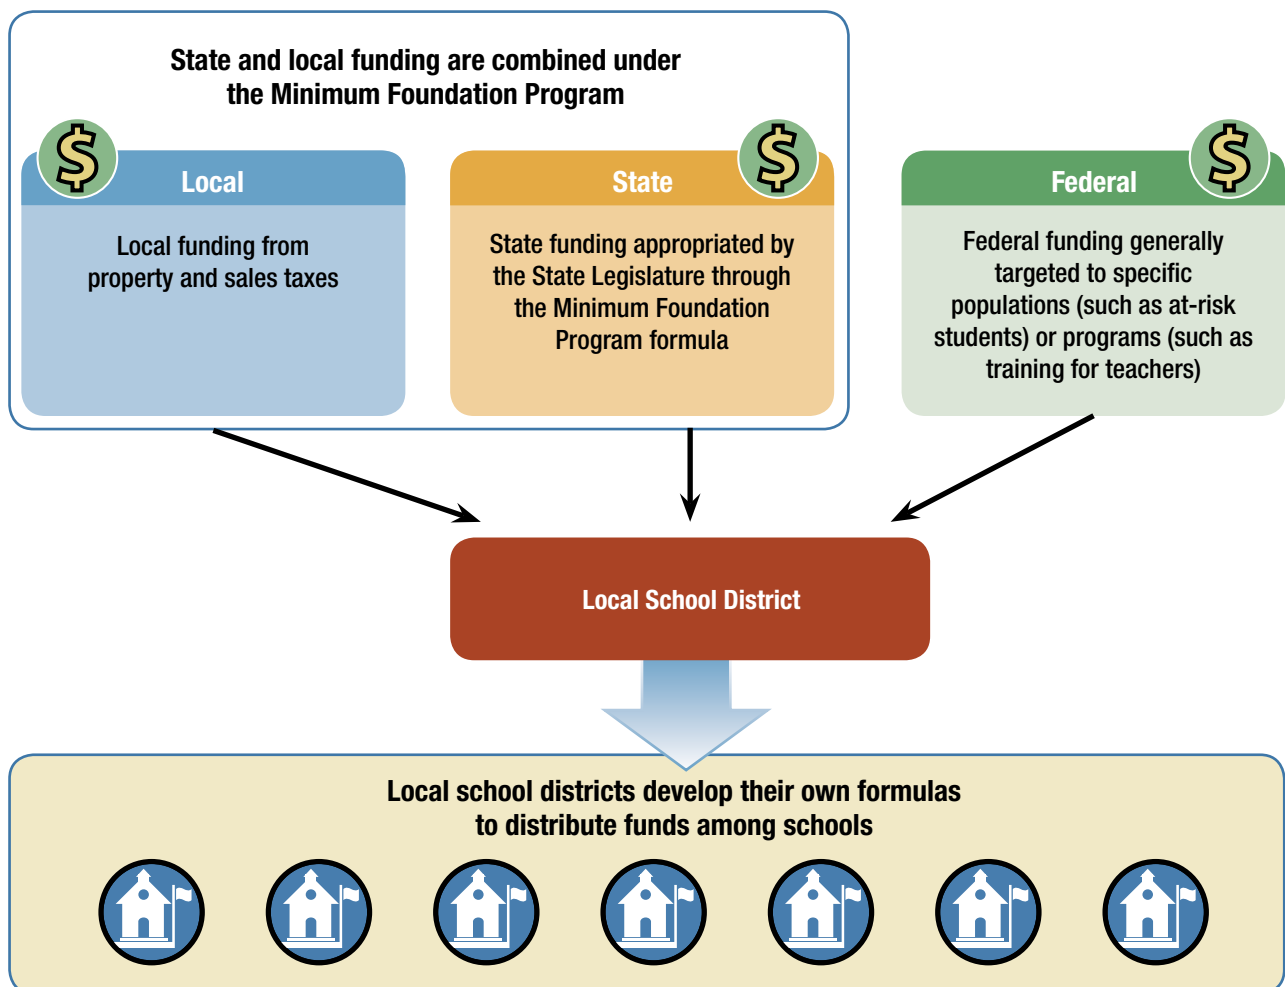 State and local funding are combined under
the Minimum Foundation Program
$
Local
Local funding from
property and sales taxes
$
State
State funding appropriated by
the State Legislature through
the Minimum Foundation
Program formula
$
Federal
Federal funding generally
targeted to specific
populations (such as at-risk
students) or programs (such as
training for teachers)
Local School District
Local school districts develop their own formulas
to distribute funds among schools